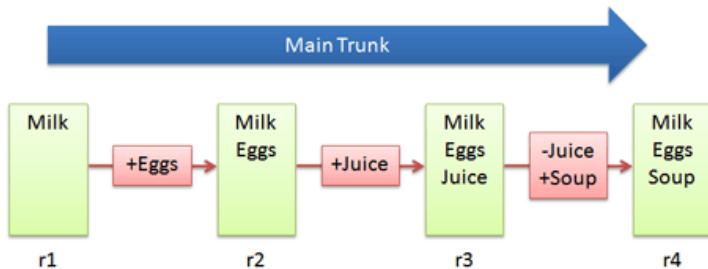 Main Trunk
Milk
+Eggs
Milk
Eggs
+Juice
Milk
Eggs
Juice
-Juice
+Soup
Milk
Eggs
Soup
r1
r2
r3
r4